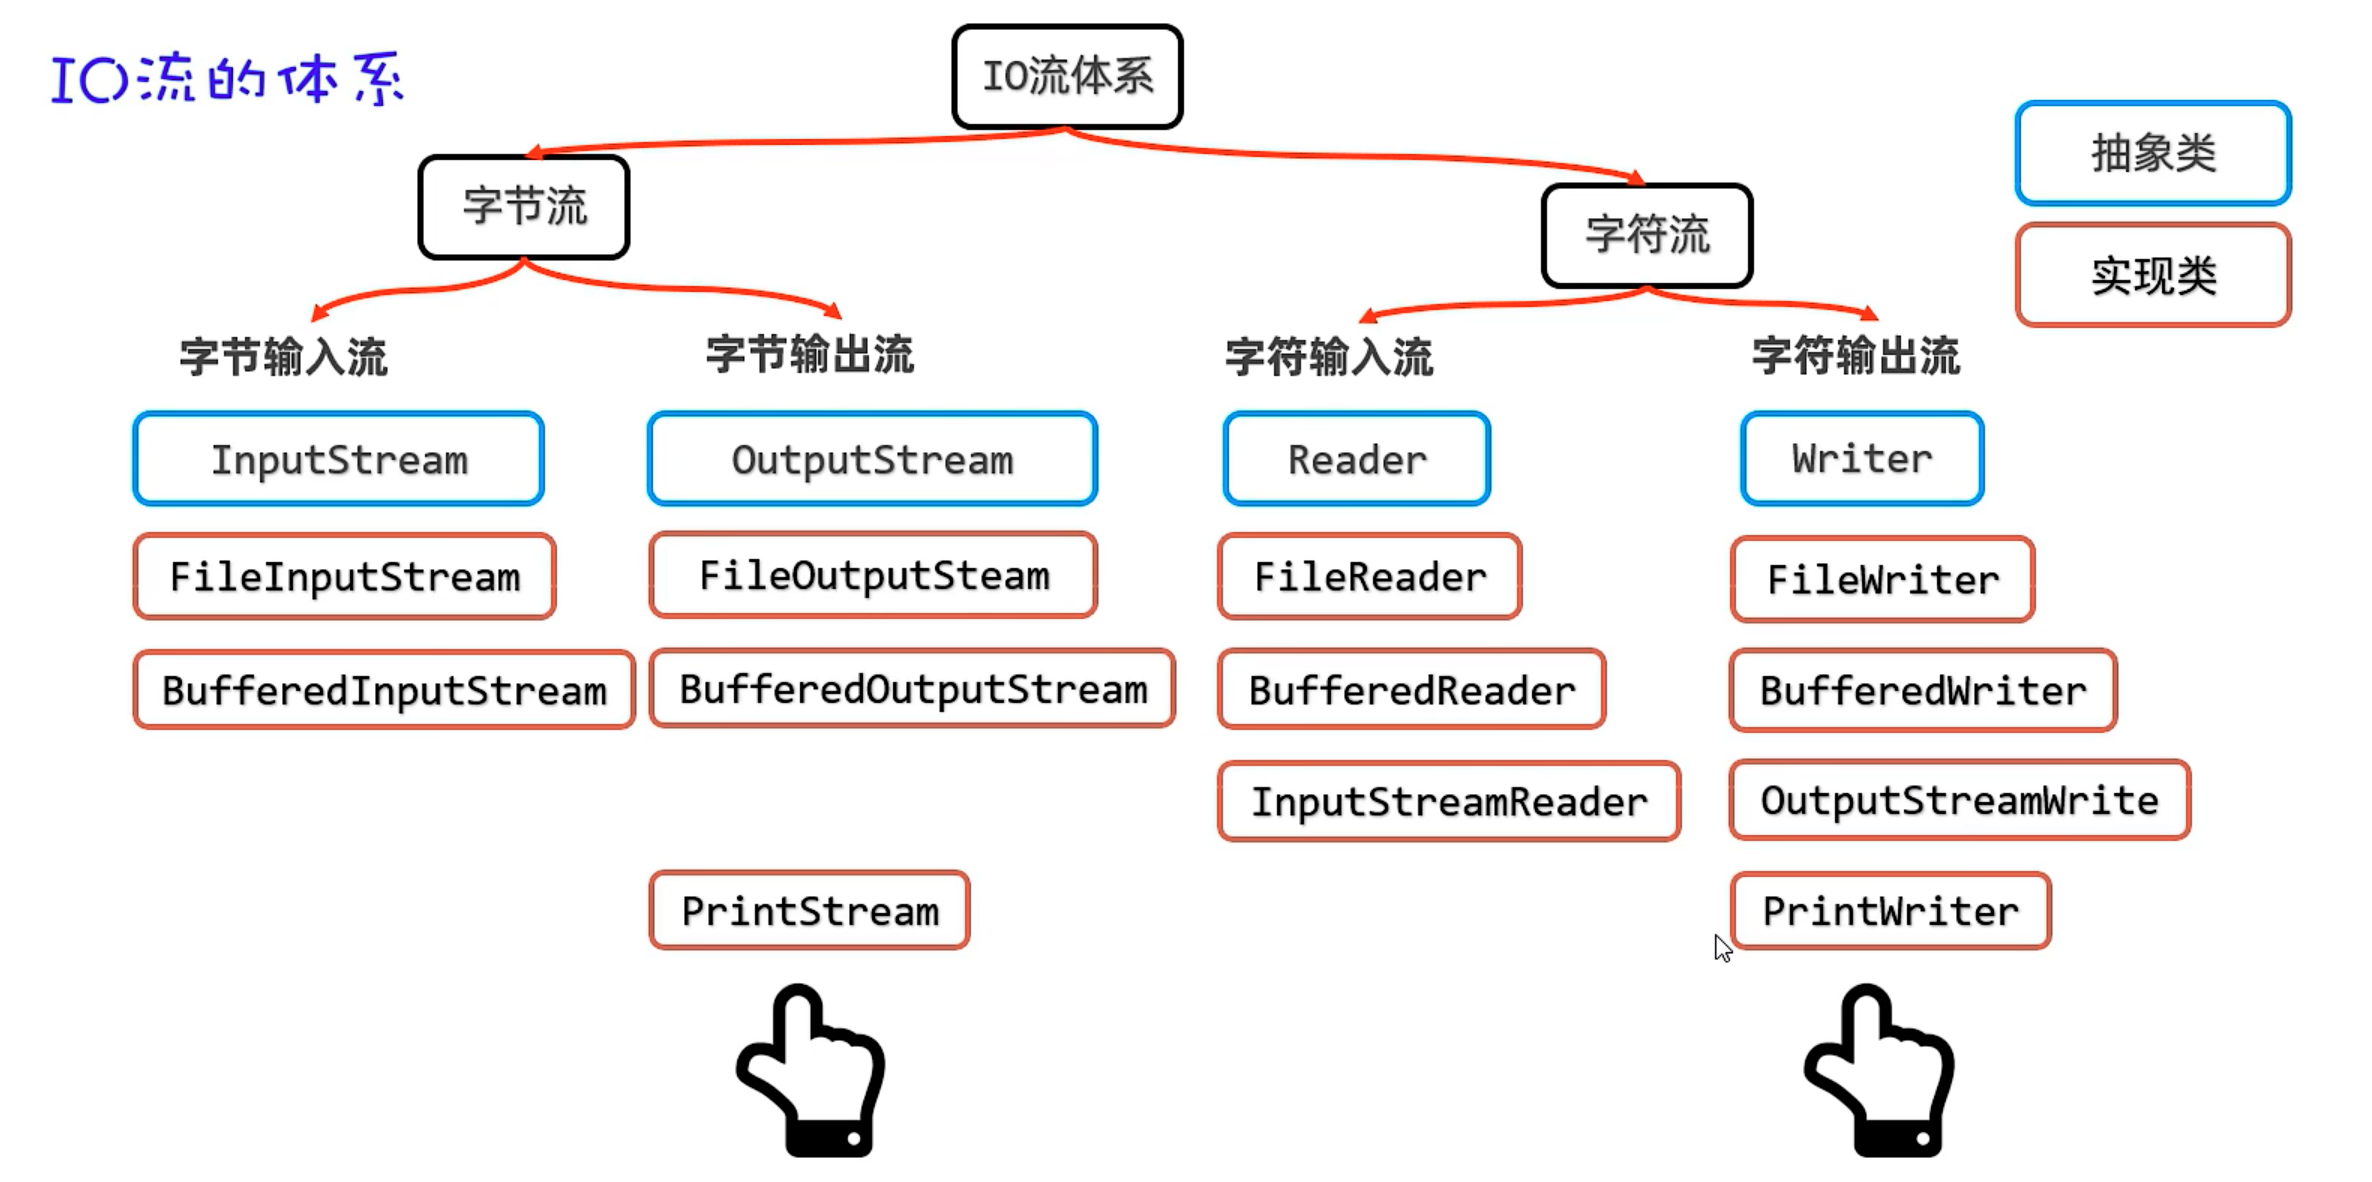 IO流的体系
IO流体系
抽象类
字节流
字符流
实现类
字节输入流
字节输出流
字符输入流
字符输出流
InputStream
OutputStream
Reader
Writer
FileInputStream
FileOutputSteam
FileReader
FileWriter
BufferedInputStream
BufferedOutputStream
BufferedReader
BufferedWriter
InputStreamReader
OutputStreamWrite
PrintStream
PrintWriter